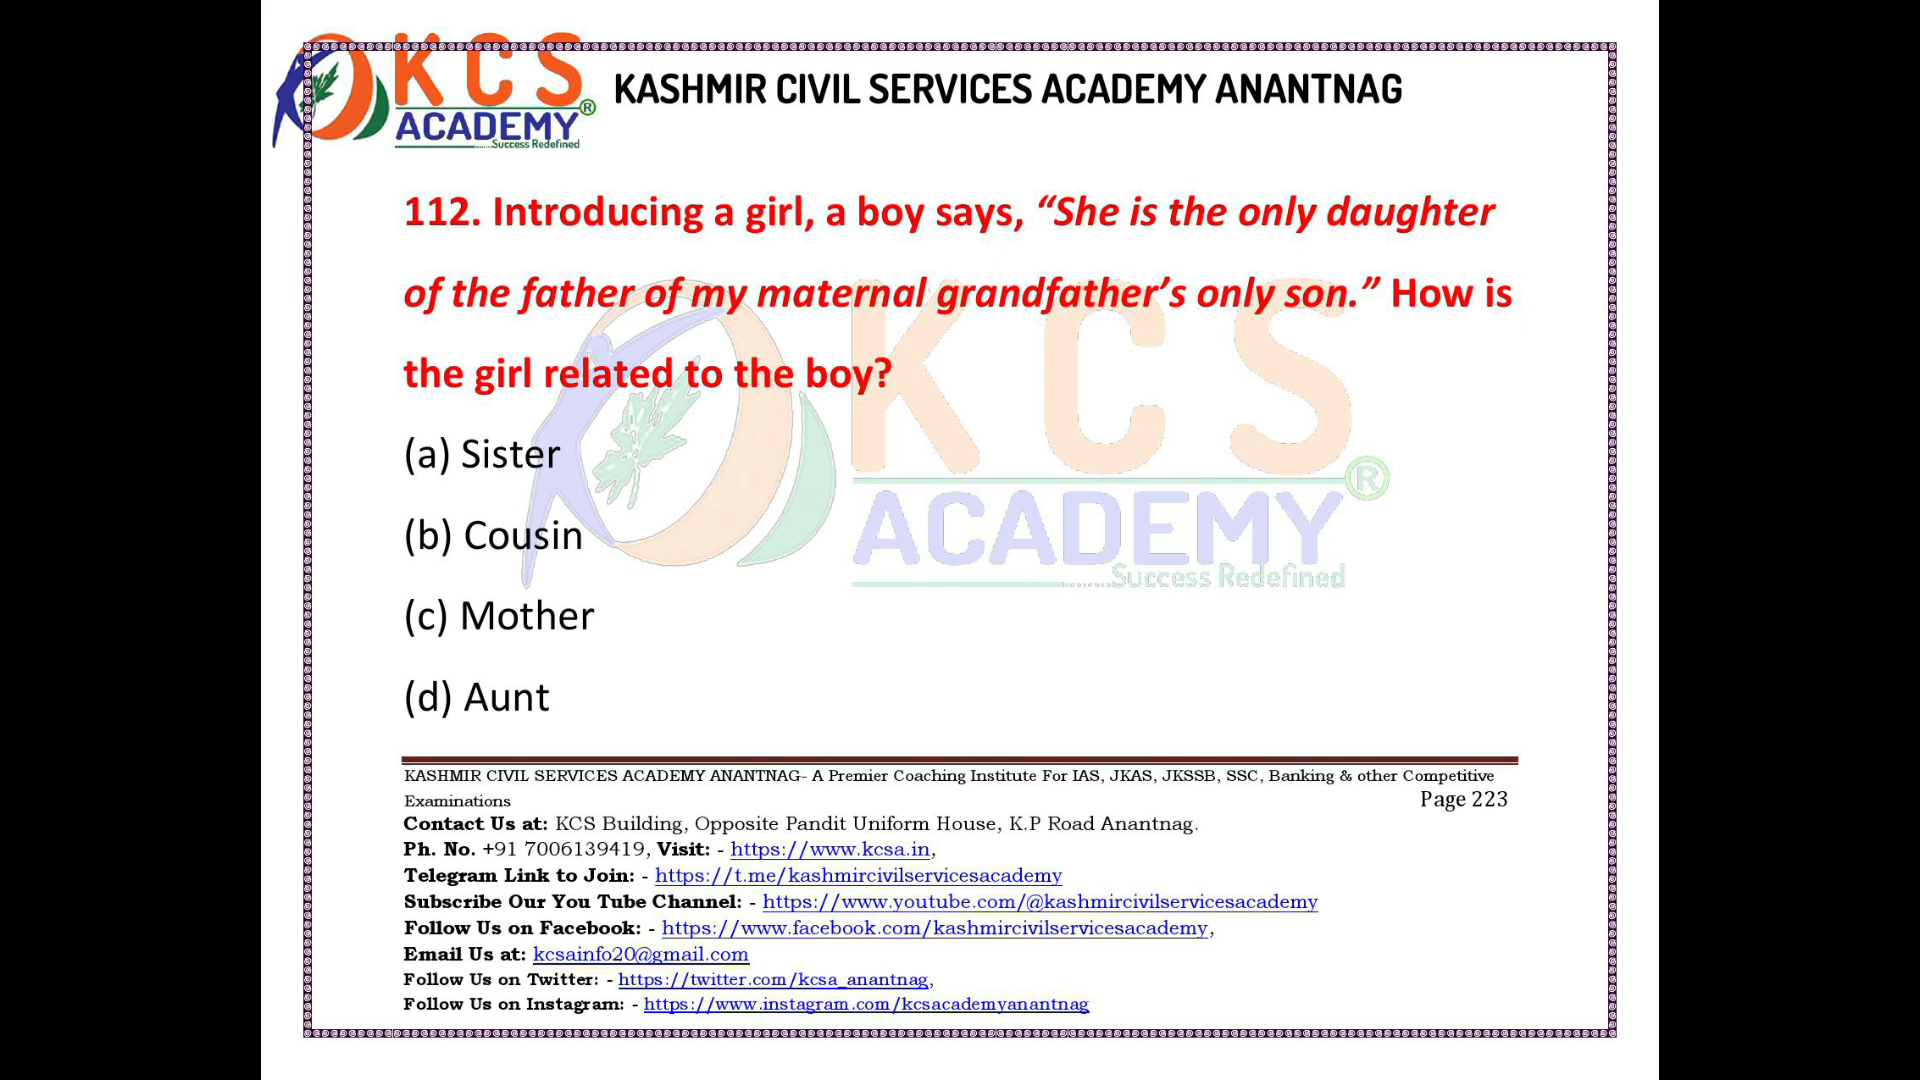 KCS
ACADEMY®
......Success Redefined
KASHMIR CIVIL SERVICES ACADEMY ANANTNAG
112. Introducing a girl, a boy says, “She is the only daughter
of the father of my maternal grandfather’s only son.” How is
the girl related to the boy?
(a) Sister
(b) Cousin
(c) Mother
(d) Aunt
KCS
ACADEMY®
.......Success Redefined
KASHMIR CIVIL SERVICES ACADEMY ANANTNAG- A Premier Coaching Institute For IAS, JKAS, JKSSB, SSC, Banking & other Competitive
Examinations Page 223
Contact Us at: KCS Building, Opposite Pandit Uniform House, K.P Road Anantnag.
Ph. No. +91 7006139419, Visit: - https://www.kcsa.in,
Telegram Link to Join: - https://t.me/kashmircivilservicesacademy
Subscribe Our You Tube Channel: - https://www.youtube.com/@kashmircivilservicesacademy
Follow Us on Facebook: - https://www.facebook.com/kashmircivilservicesacademy,
Email Us at: kcsainfo20@gmail.com
Follow Us on Twitter: - https://twitter.com/kcsa_anantnag,
Follow Us on Instagram: - https://www.instagram.com/kcsacademyanantnag